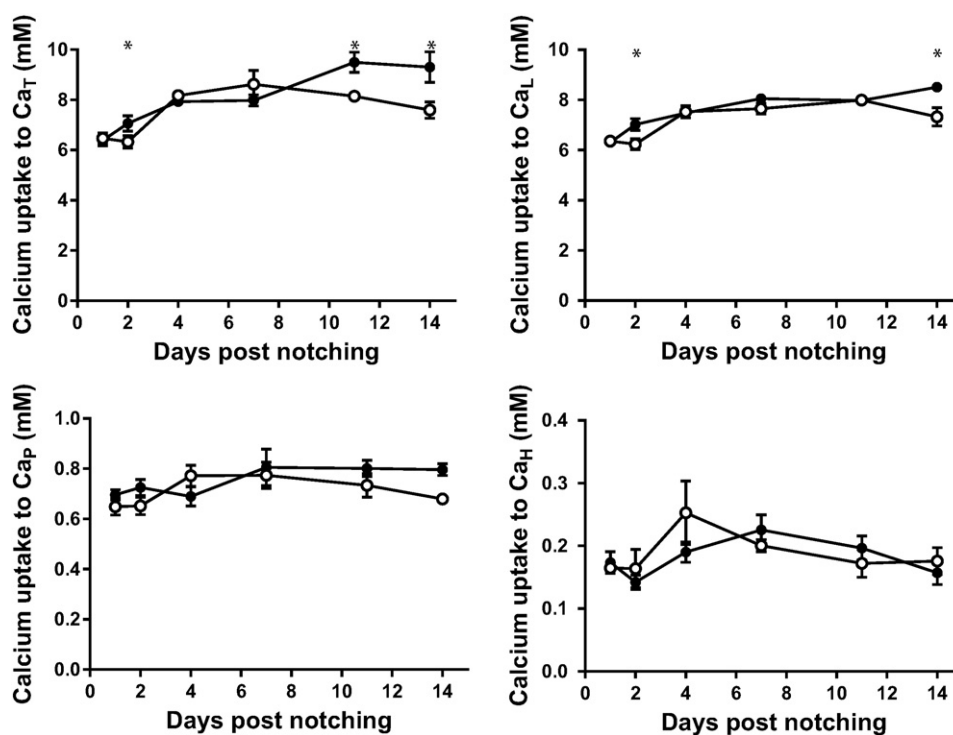 * * *
10
8
6
4
2
0
Calcium uptake to Ca_T (mM)
0 2 4 6 8 10 12 14
Days post notching
* *
10
8
6
4
2
0
Calcium uptake to Ca_L (mM)
0 2 4 6 8 10 12 14
Days post notching
1.0
0.8
0.6
0.4
0.2
0.0
Calcium uptake to Ca_P (mM)
0 2 4 6 8 10 12 14
Days post notching
0.4
0.3
0.2
0.1
0.0
Calcium uptake to Ca_H (mM)
0 2 4 6 8 10 12 14
Days post notching